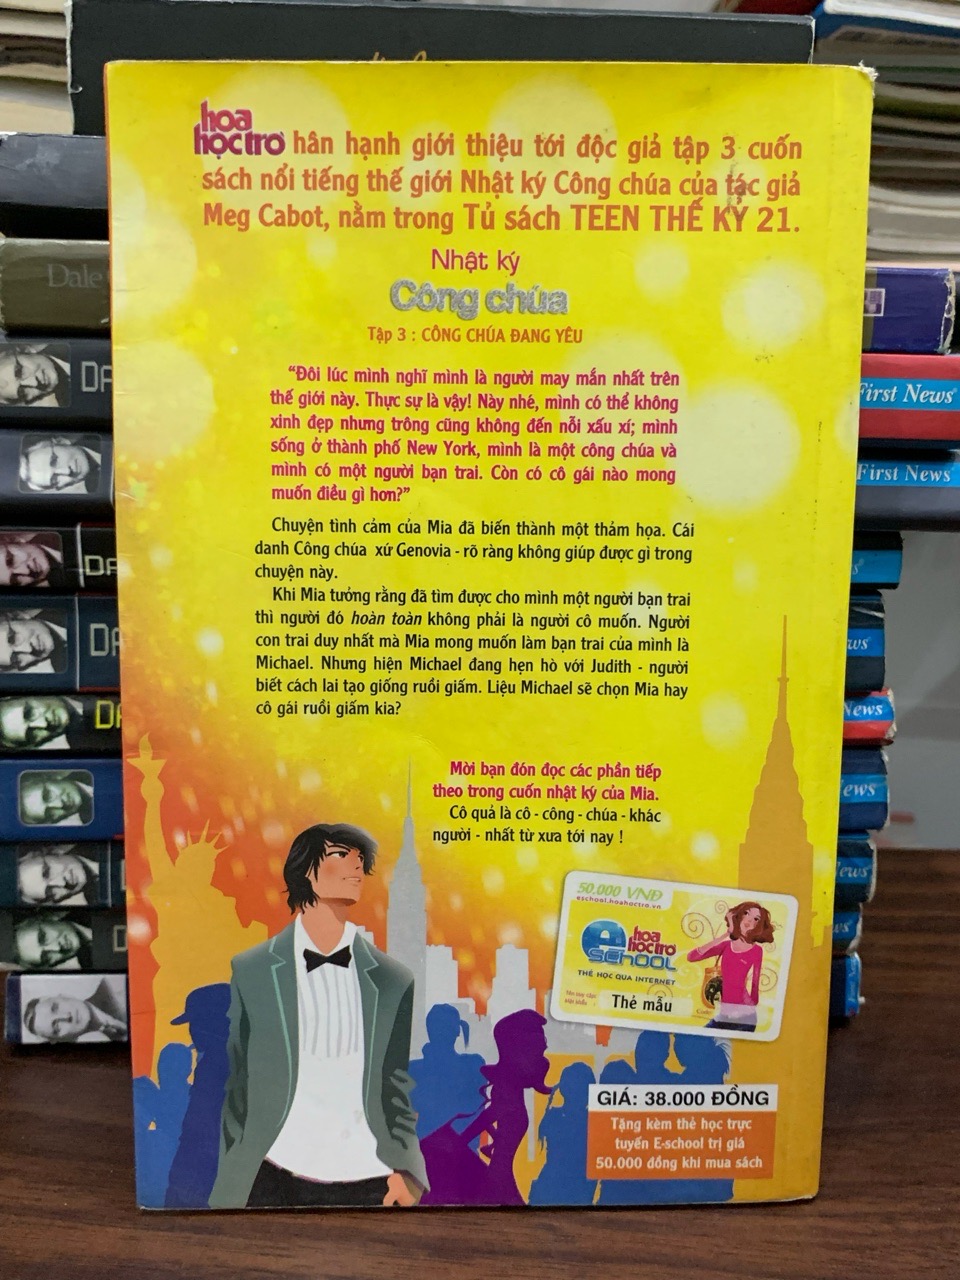 hoa
học trò hân hạnh giới thiệu tới độc giả tập 3 cuốn
sách nổi tiếng thế giới Nhật ký Công chúa của tác giả
Meg Cabot, nằm trong Tủ sách TEEN THẾ KỶ 21.
Nhật ký
Công chúa
Tập 3 : CÔNG CHÚA ĐANG YÊU
“Đôi lúc mình nghĩ mình là người may mắn nhất trên
thế giới này. Thực sự là vậy! Này nhé, mình có thể không
xinh đẹp nhưng trông cũng không đến nỗi xấu xí; mình
sống ở thành phố New York, mình là một công chúa và
mình có một người bạn trai. Còn có cô gái nào mong
muốn điều gì hơn?”
Chuyện tình cảm của Mia đã biến thành một thảm họa. Cái
danh Công chúa xứ Genovia - rõ ràng không giúp được gì trong
chuyện này.
Khi Mia tưởng rằng đã tìm được cho mình một người bạn trai
thì người đó hoàn toàn không phải là người cô muốn. Người
con trai duy nhất mà Mia mong muốn làm bạn trai của mình là
Michael. Nhưng hiện Michael đang hẹn hò với Judith - người
biết cách lai tạo giống ruồi giấm. Liệu Michael sẽ chọn Mia hay
cô gái ruồi giấm kia?
Mời bạn đón đọc các phần tiếp
theo trong cuốn nhật ký của Mia.
Cô quả là cô - công - chúa - khác
người - nhất từ xưa tới nay !
50.000 VNĐ
eschool.hoahoctro.vn
e hoa
học trò
SCHOOL
THẺ HỌC QUA INTERNET
Thẻ mẫu
Code:
GIÁ: 38.000 ĐỒNG
Tặng kèm thẻ học trực
tuyến E-school trị giá
50.000 đồng khi mua sách
Dale
First News
First News
ws
News
ews
ews